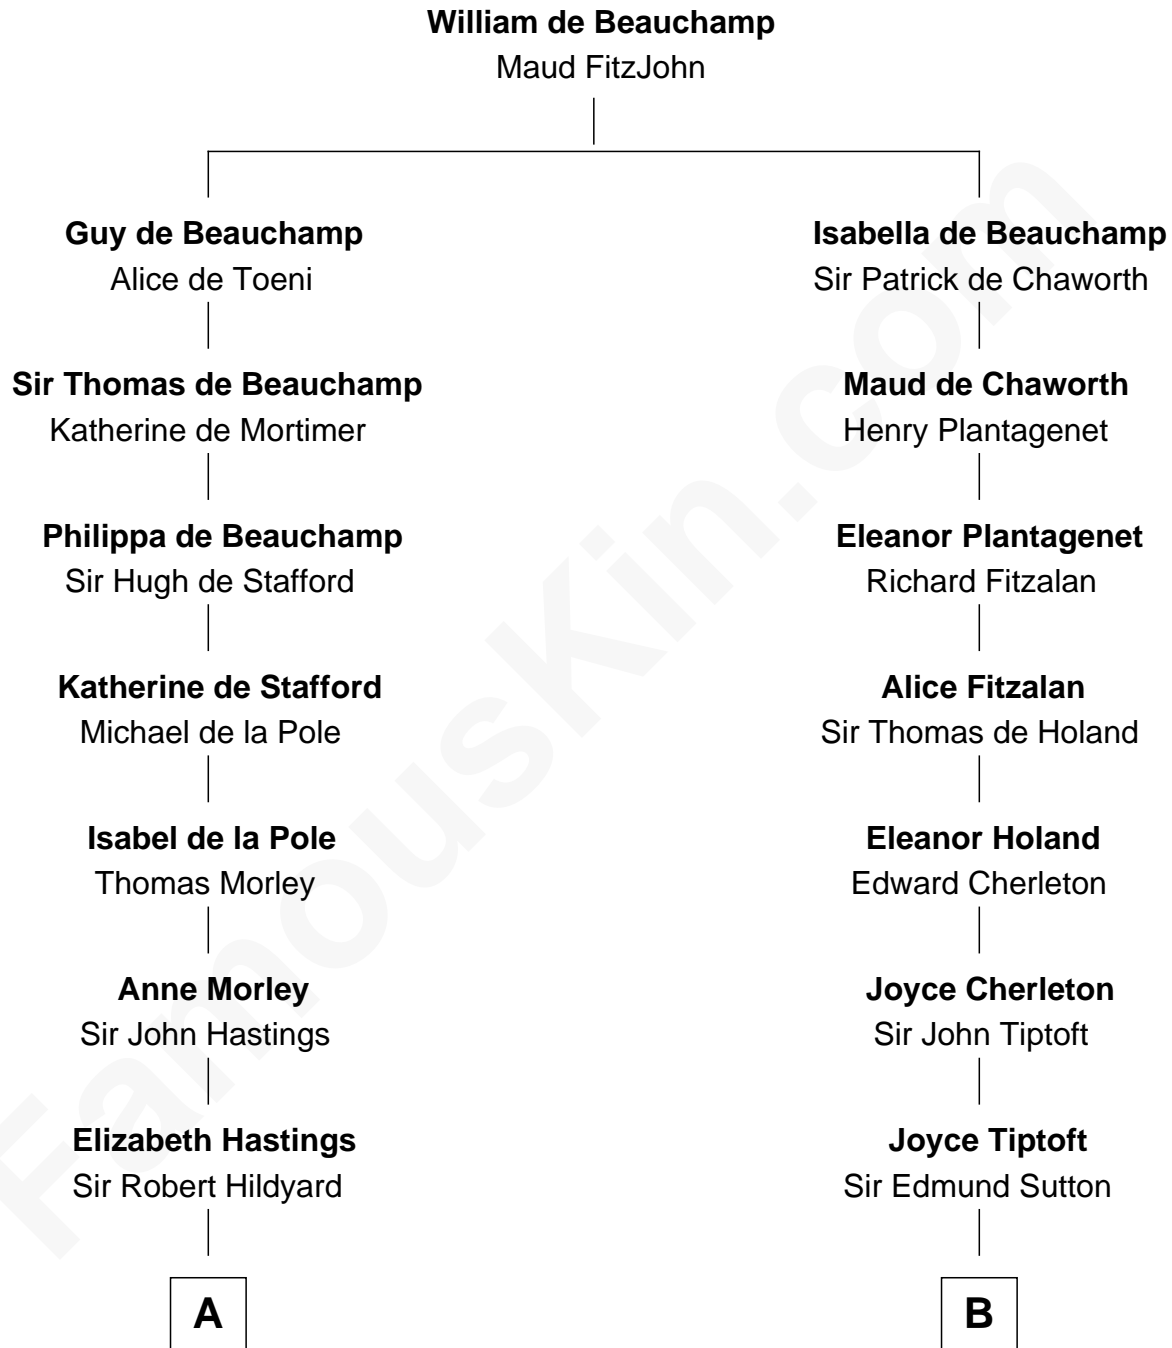 William de Beauchamp
Maud FitzJohn
Guy de Beauchamp
Alice de Toeni
Sir Thomas de Beauchamp
Katherine de Mortimer
Philippa de Beauchamp
Sir Hugh de Stafford
Katherine de Stafford
Michael de la Pole
Isabel de la Pole
Thomas Morley
Anne Morley
Sir John Hastings
Elizabeth Hastings
Sir Robert Hildyard
A
Isabella de Beauchamp
Sir Patrick de Chaworth
Maud de Chaworth
Henry Plantagenet
Eleanor Plantagenet
Richard Fitzalan
Alice Fitzalan
Sir Thomas de Holand
Eleanor Holand
Edward Cherleton
Joyce Cherleton
Sir John Tiptoft
Joyce Tiptoft
Sir Edmund Sutton
B
FamousKin.com